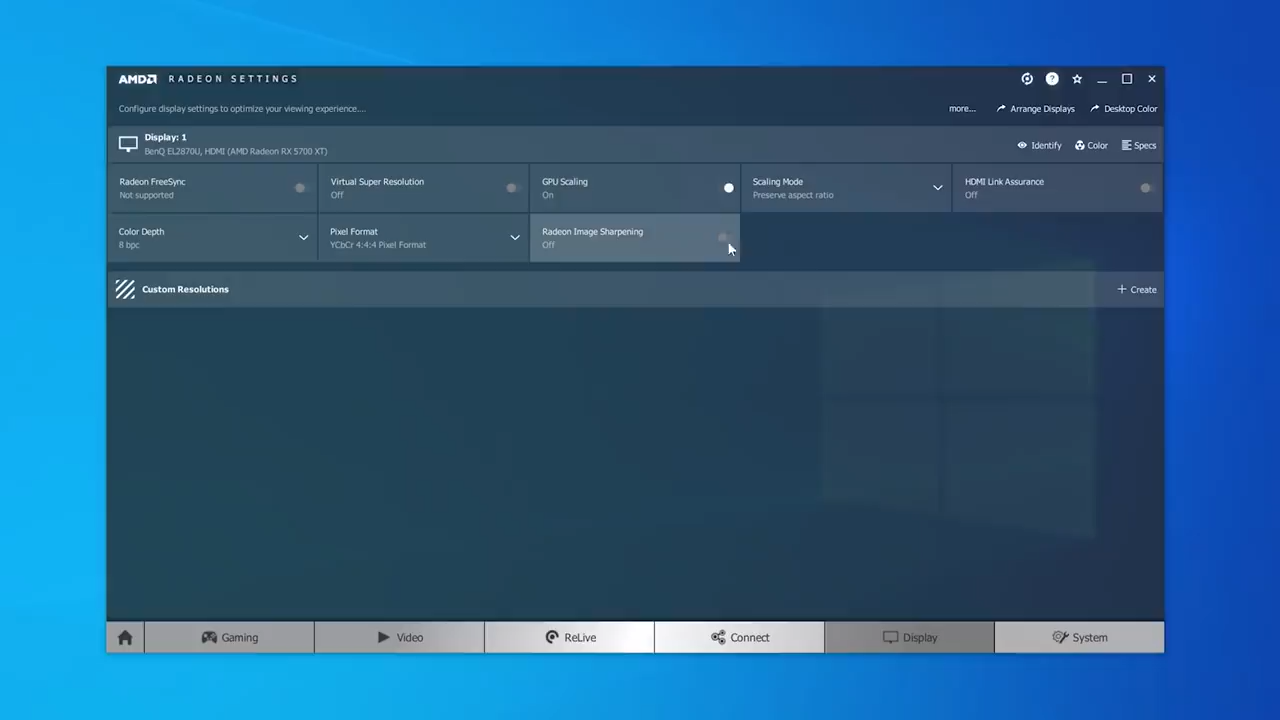 AMD RADEON SETTINGS
Configure display settings to optimize your viewing experience....
more... Arrange Displays Desktop Color
Display: 1
BenQ EL2870U, HDMI (AMD Radeon RX 5700 XT)
Identify Color Specs
Radeon FreeSync
Not supported
Virtual Super Resolution
Off
GPU Scaling
On
Scaling Mode
Preserve aspect ratio
HDMI Link Assurance
Off
Color Depth
8 bpc
Pixel Format
YCbCr 4:4:4 Pixel Format
Radeon Image Sharpening
Off
Custom Resolutions
Create
Gaming Video ReLive Connect Display System